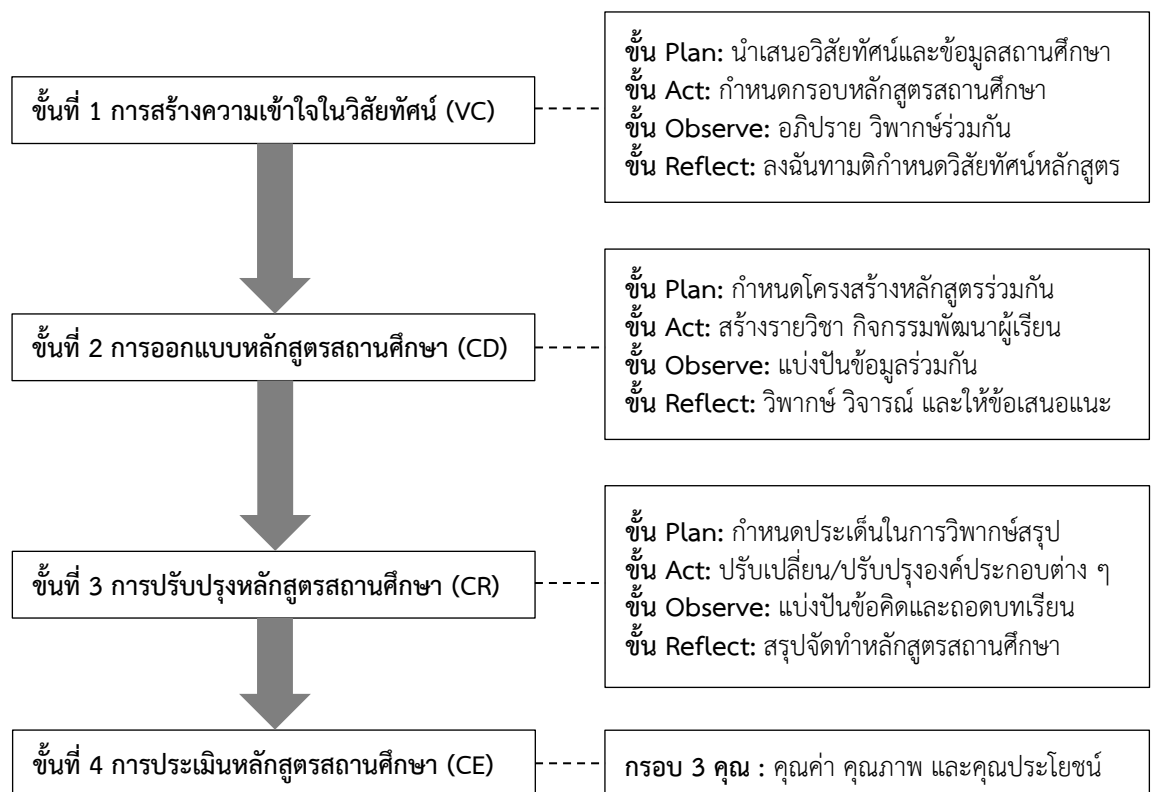 ขั้นที่ 1 การสร้างความเข้าใจในวิสัยทัศน์ (VC)
ขั้น Plan: นำเสนอวิสัยทัศน์และข้อมูลสถานศึกษา
ขั้น Act: กำหนดกรอบหลักสูตรสถานศึกษา
ขั้น Observe: อภิปราย วิพากษ์ร่วมกัน
ขั้น Reflect: ลงฉันทามติกำหนดวิสัยทัศน์หลักสูตร
ขั้นที่ 2 การออกแบบหลักสูตรสถานศึกษา (CD)
ขั้น Plan: กำหนดโครงสร้างหลักสูตรร่วมกัน
ขั้น Act: สร้างรายวิชา กิจกรรมพัฒนาผู้เรียน
ขั้น Observe: แบ่งปันข้อมูลร่วมกัน
ขั้น Reflect: วิพากษ์ วิจารณ์ และให้ข้อเสนอแนะ
ขั้นที่ 3 การปรับปรุงหลักสูตรสถานศึกษา (CR)
ขั้น Plan: กำหนดประเด็นในการวิพากษ์สรุป
ขั้น Act: ปรับเปลี่ยน/ปรับปรุงองค์ประกอบต่าง ๆ
ขั้น Observe: แบ่งปันข้อคิดและถอดบทเรียน
ขั้น Reflect: สรุปจัดทำหลักสูตรสถานศึกษา
ขั้นที่ 4 การประเมินหลักสูตรสถานศึกษา (CE)
กรอบ 3 คุณ : คุณค่า คุณภาพ และคุณประโยชน์